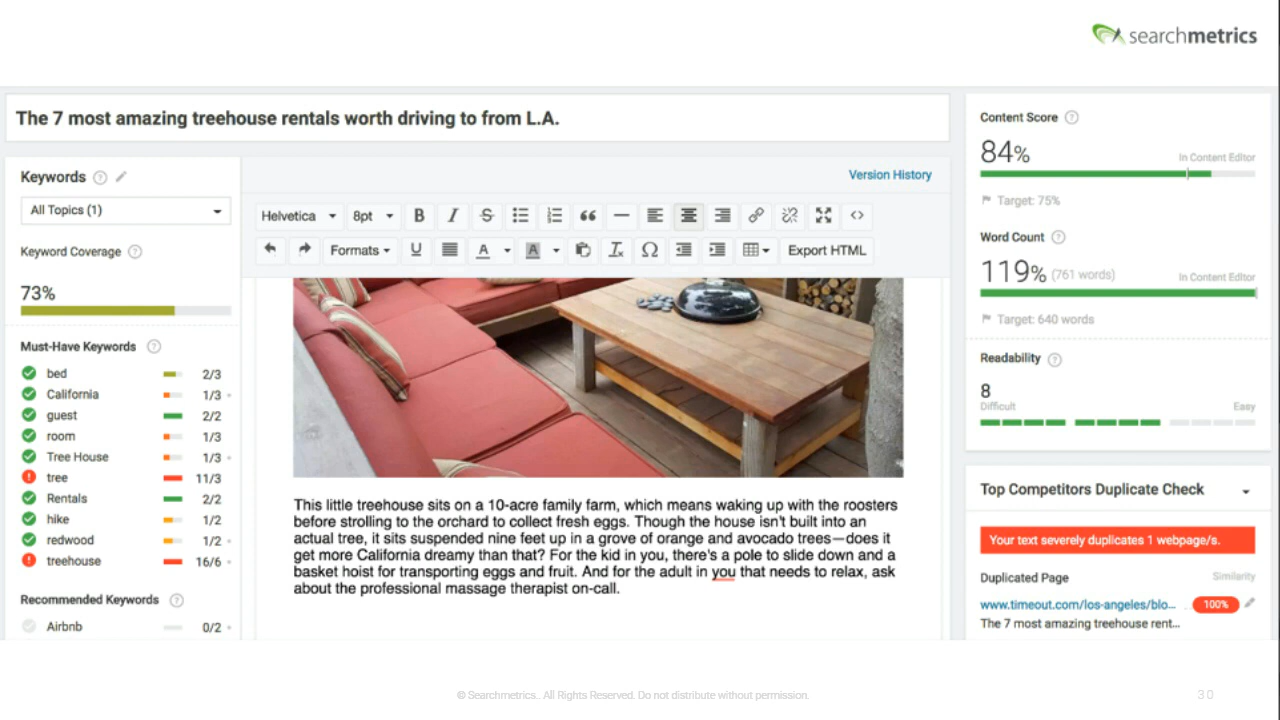 searchmetrics
The 7 most amazing treehouse rentals worth driving to from L.A.
Keywords ?
All Topics (1)
Keyword Coverage ?
73%
Must-Have Keywords ?
bed 2/3
California 1/3
guest 2/2
room 1/3
Tree House 1/3
! tree 11/3
Rentals 2/2
hike 1/2
redwood 1/2
! treehouse 16/6
Recommended Keywords ?
Airbnb 0/2
Version History
Helvetica 8pt B I S
Formats U A A Ω Export HTML
This little treehouse sits on a 10-acre family farm, which means waking up with the roosters
before strolling to the orchard to collect fresh eggs. Though the house isn't built into an
actual tree, it sits suspended nine feet up in a grove of orange and avocado trees—does it
get more California dreamy than that? For the kid in you, there's a pole to slide down and a
basket hoist for transporting eggs and fruit. And for the adult in you that needs to relax, ask
about the professional massage therapist on-call.
Content Score ?
84% In Content Editor
Target: 75%
Word Count ?
119% (761 words) In Content Editor
Target: 640 words
Readability ?
8
Difficult Easy
Top Competitors Duplicate Check
Your text severely duplicates 1 webpage/s.
Duplicated Page Similarity
www.timeout.com/los-angeles/blo... 100%
The 7 most amazing treehouse rent...
© Searchmetrics.. All Rights Reserved. Do not distribute without permission.
30